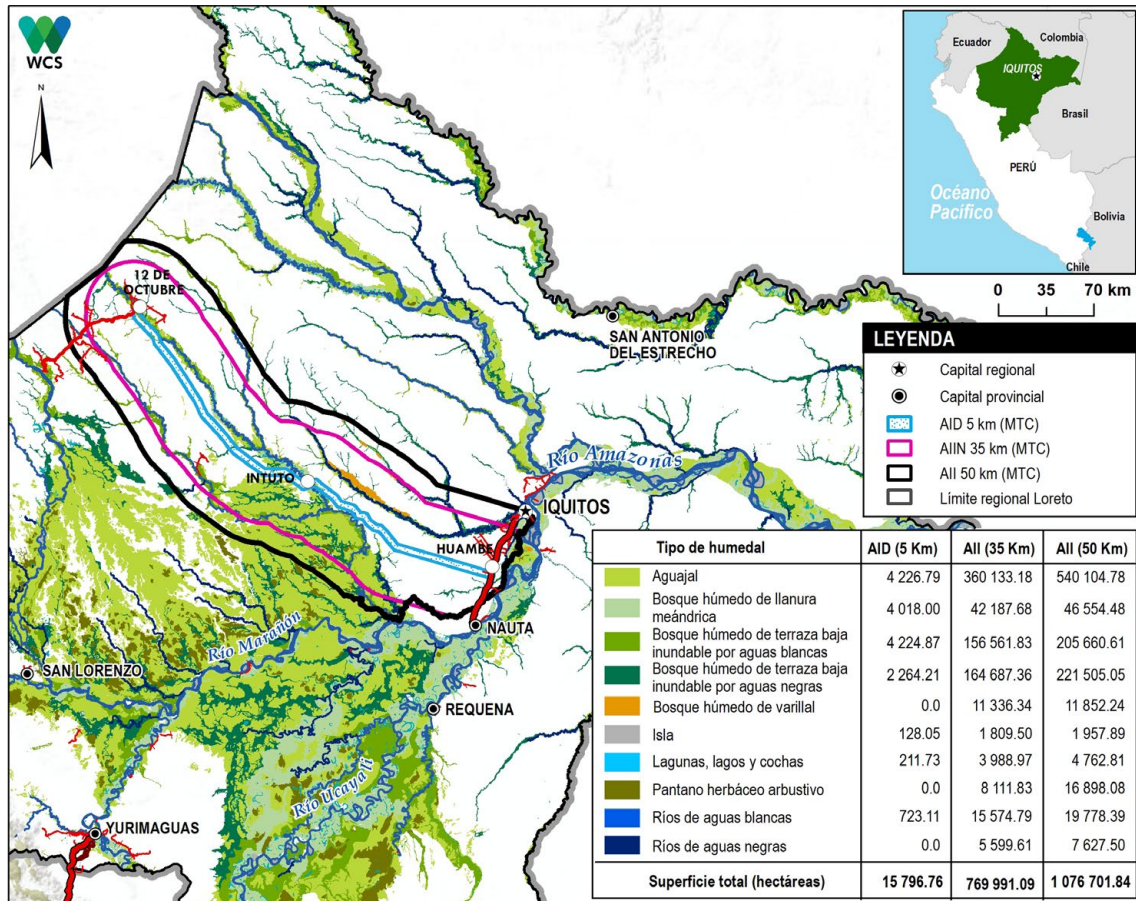 WCS
N
Ecuador
Colombia
IQUITOS
Brasil
PERÚ
Océano
Pacífico
Bolivia
Chile
0 35 70 km
12 DE
OCTUBRE
SAN ANTONIO
DEL ESTRECHO
Río Amazonas
INTUTO
IQUITOS
HUAMBE
NAUTA
Río Marañón
SAN LORENZO
REQUENA
Río Ucayali
YURIMAGUAS
LEYENDA
Capital regional
Capital provincial
AID 5 km (MTC)
AIIN 35 km (MTC)
AII 50 km (MTC)
Límite regional Loreto
Tipo de humedal AID (5 Km) AII (35 Km) AII (50 Km)
Aguajal 4 226.79 360 133.18 540 104.78
Bosque húmedo de llanura
meándrica 4 018.00 42 187.68 46 554.48
Bosque húmedo de terraza baja
inundable por aguas blancas 4 224.87 156 561.83 205 660.61
Bosque húmedo de terraza baja
inundable por aguas negras 2 264.21 164 687.36 221 505.05
Bosque húmedo de varillal 0.0 11 336.34 11 852.24
Isla 128.05 1 809.50 1 957.89
Lagunas, lagos y cochas 211.73 3 988.97 4 762.81
Pantano herbáceo arbustivo 0.0 8 111.83 16 898.08
Ríos de aguas blancas 723.11 15 574.79 19 778.39
Ríos de aguas negras 0.0 5 599.61 7 627.50
Superficie total (hectáreas) 15 796.76 769 991.09 1 076 701.84